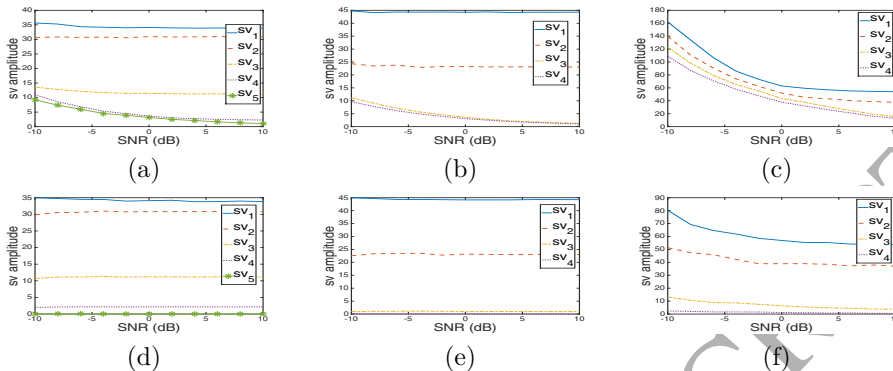 40
35
30
25
20
15
10
5
0
-10 -5 0 5 10
sv amplitude
SNR (dB)
sv1
sv2
sv3
sv4
sv5
(a)
50
45
40
35
30
25
20
15
10
5
0
-10 -5 0 5 10
sv amplitude
SNR (dB)
sv1
sv2
sv3
sv4
(b)
180
160
140
120
100
80
60
40
20
0
-10 -5 0 5 10
sv amplitude
SNR (dB)
sv1
sv2
sv3
sv4
(c)
35
30
25
20
15
10
5
0
-10 -5 0 5 10
sv amplitude
SNR (dB)
sv1
sv2
sv3
sv4
sv5
(d)
45
40
35
30
25
20
15
10
5
0
-10 -5 0 5 10
sv amplitude
SNR (dB)
sv1
sv2
sv3
sv4
(e)
90
80
70
60
50
40
30
20
10
0
-10 -5 0 5 10
sv amplitude
SNR (dB)
sv1
sv2
sv3
sv4
(f)